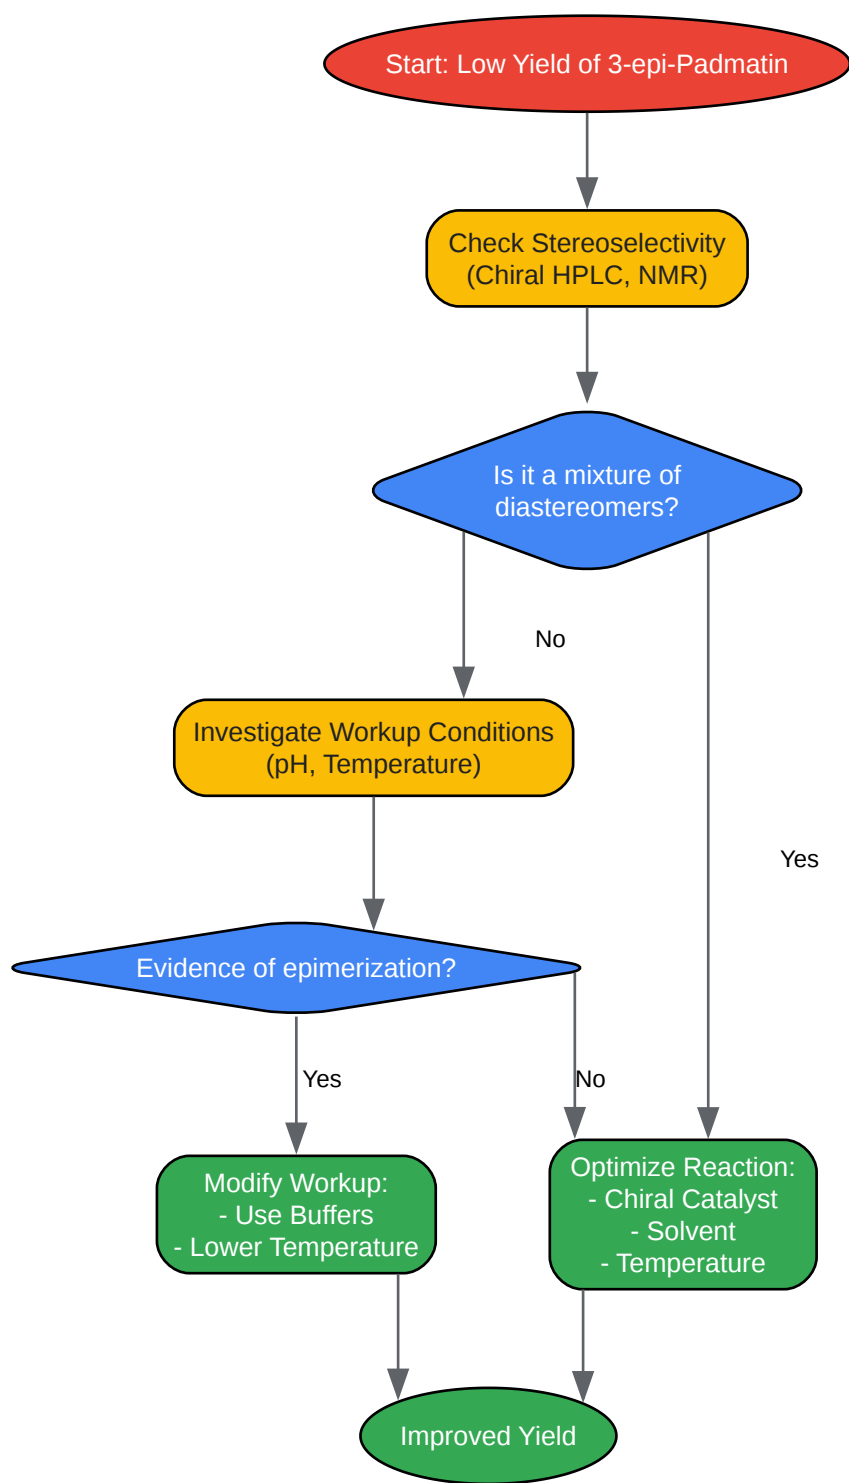 Start: Low Yield of 3-epi-Padmatin
Check Stereoselectivity
(Chiral HPLC, NMR)
Is it a mixture of
diastereomers?
No
Investigate Workup Conditions
(pH, Temperature)
Yes
Evidence of epimerization?
Yes
No
Modify Workup:
- Use Buffers
- Lower Temperature
Optimize Reaction:
- Chiral Catalyst
- Solvent
- Temperature
Improved Yield